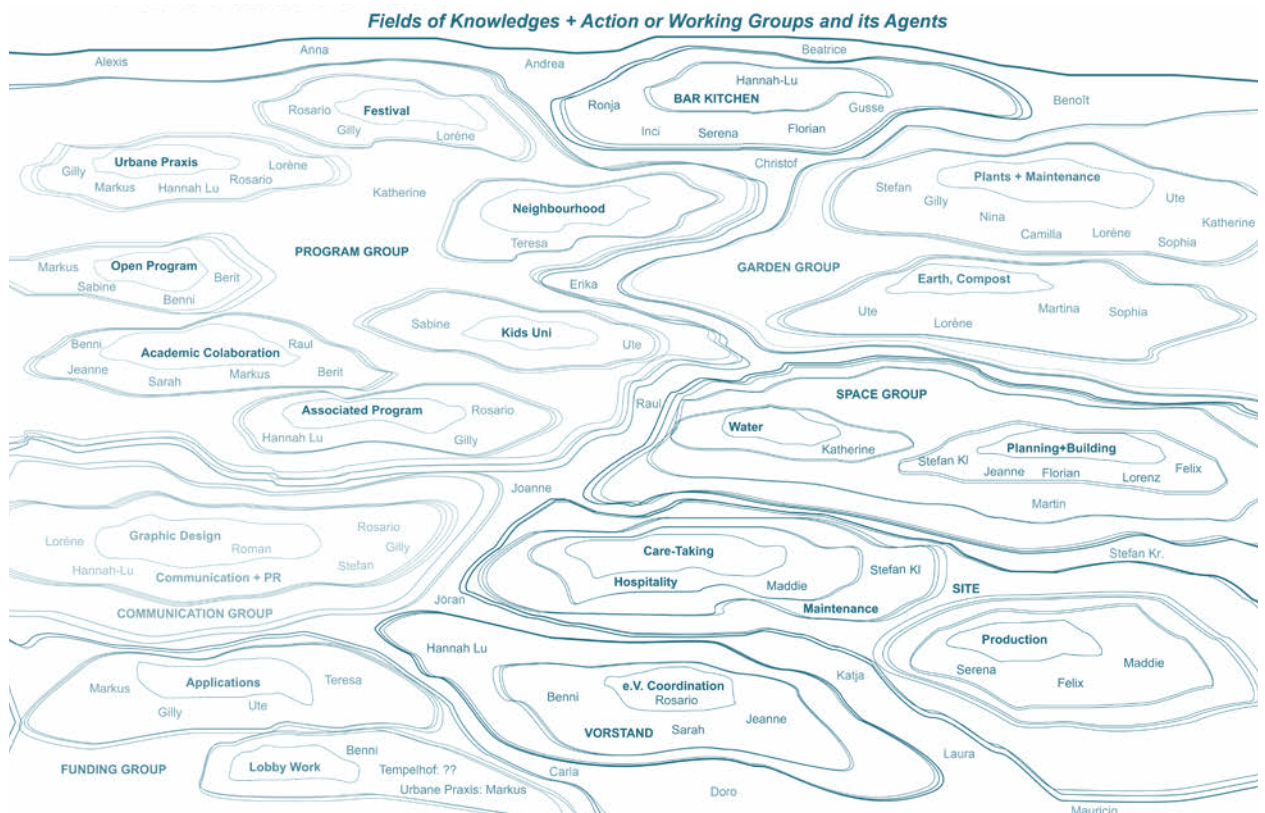 Fields of Knowledges + Action or Working Groups and its Agents
Alexis
Anna
Andrea
Beatrice
Benoît
Rosario
Festival
Gilly
Lorène
Hannah-Lu
BAR KITCHEN
Ronja
Gusse
Inci
Serena
Florian
Christof
Urbane Praxis
Lorène
Gilly
Markus
Hannah Lu
Rosario
Katherine
Neighbourhood
Teresa
Plants + Maintenance
Stefan
Gilly
Ute
Nina
Camilla
Lorène
Sophia
Katherine
PROGRAM GROUP
Markus
Open Program
Berit
Sabine
Benni
Erika
GARDEN GROUP
Earth, Compost
Ute
Lorène
Martina
Sophia
Sabine
Kids Uni
Ute
Benni
Academic Colaboration
Raul
Jeanne
Sarah
Markus
Berit
Associated Program
Rosario
Hannah Lu
Gilly
Raul
SPACE GROUP
Water
Katherine
Stefan Kl
Planning+Building
Jeanne
Florian
Lorenz
Felix
Martin
Joanne
Graphic Design
Roman
Lorène
Rosario
Gilly
Hannah-Lu
Stefan
Communication + PR
COMMUNICATION GROUP
Jöran
Care-Taking
Hospitality
Maddie
Stefan Kl
Maintenance
Stefan Kr.
SITE
Production
Serena
Felix
Maddie
Hannah Lu
Benni
e.V. Coordination
Rosario
Jeanne
Sarah
VORSTAND
Katja
Markus
Applications
Teresa
Gilly
Ute
FUNDING GROUP
Benni
Lobby Work
Tempelhof: ??
Urbane Praxis: Markus
Carla
Doro
Laura
Mauricio